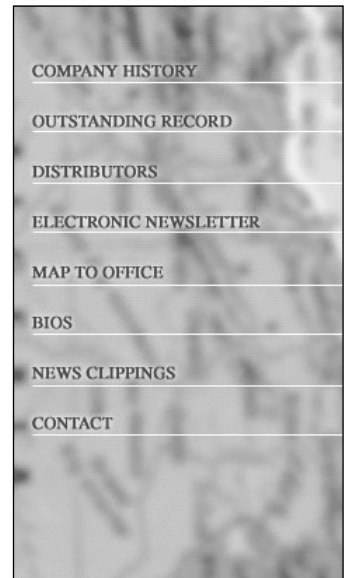 COMPANY HISTORY
OUTSTANDING RECORD
DISTRIBUTORS
ELECTRONIC NEWSLETTER
MAP TO OFFICE
BIOS
NEWS CLIPPINGS
CONTACT